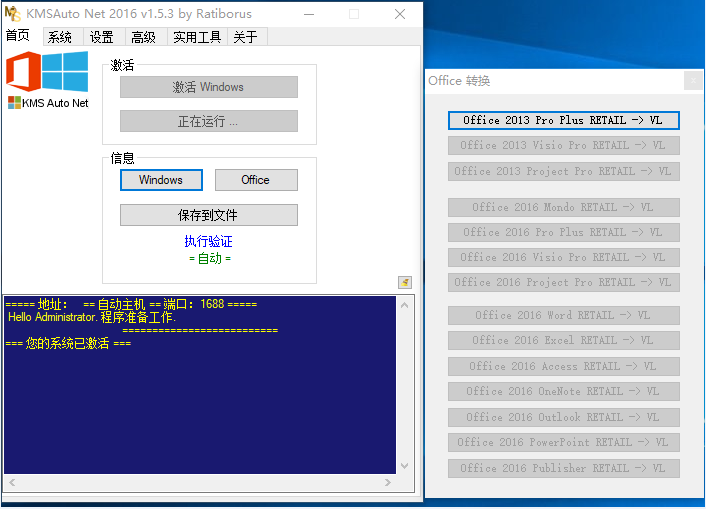 KMSAuto Net 2016 v1.5.3 by Ratiborus
首页 系统 设置 高级 实用工具 关于
KMS Auto Net
激活
激活 Windows
正在运行 ...
信息
Windows Office
保存到文件
执行验证
= 自动 =
===== 地址： == 自动主机 == 端口：1688 =====
Hello Administrator. 程序准备工作.
==========================
=== 您的系统已激活 ===
Office 转换
Office 2013 Pro Plus RETAIL -> VL
Office 2013 Visio Pro RETAIL -> VL
Office 2013 Project Pro RETAIL -> VL
Office 2016 Mondo RETAIL -> VL
Office 2016 Pro Plus RETAIL -> VL
Office 2016 Visio Pro RETAIL -> VL
Office 2016 Project Pro RETAIL -> VL
Office 2016 Word RETAIL -> VL
Office 2016 Excel RETAIL -> VL
Office 2016 Access RETAIL -> VL
Office 2016 OneNote RETAIL -> VL
Office 2016 Outlook RETAIL -> VL
Office 2016 PowerPoint RETAIL -> VL
Office 2016 Publisher RETAIL -> VL